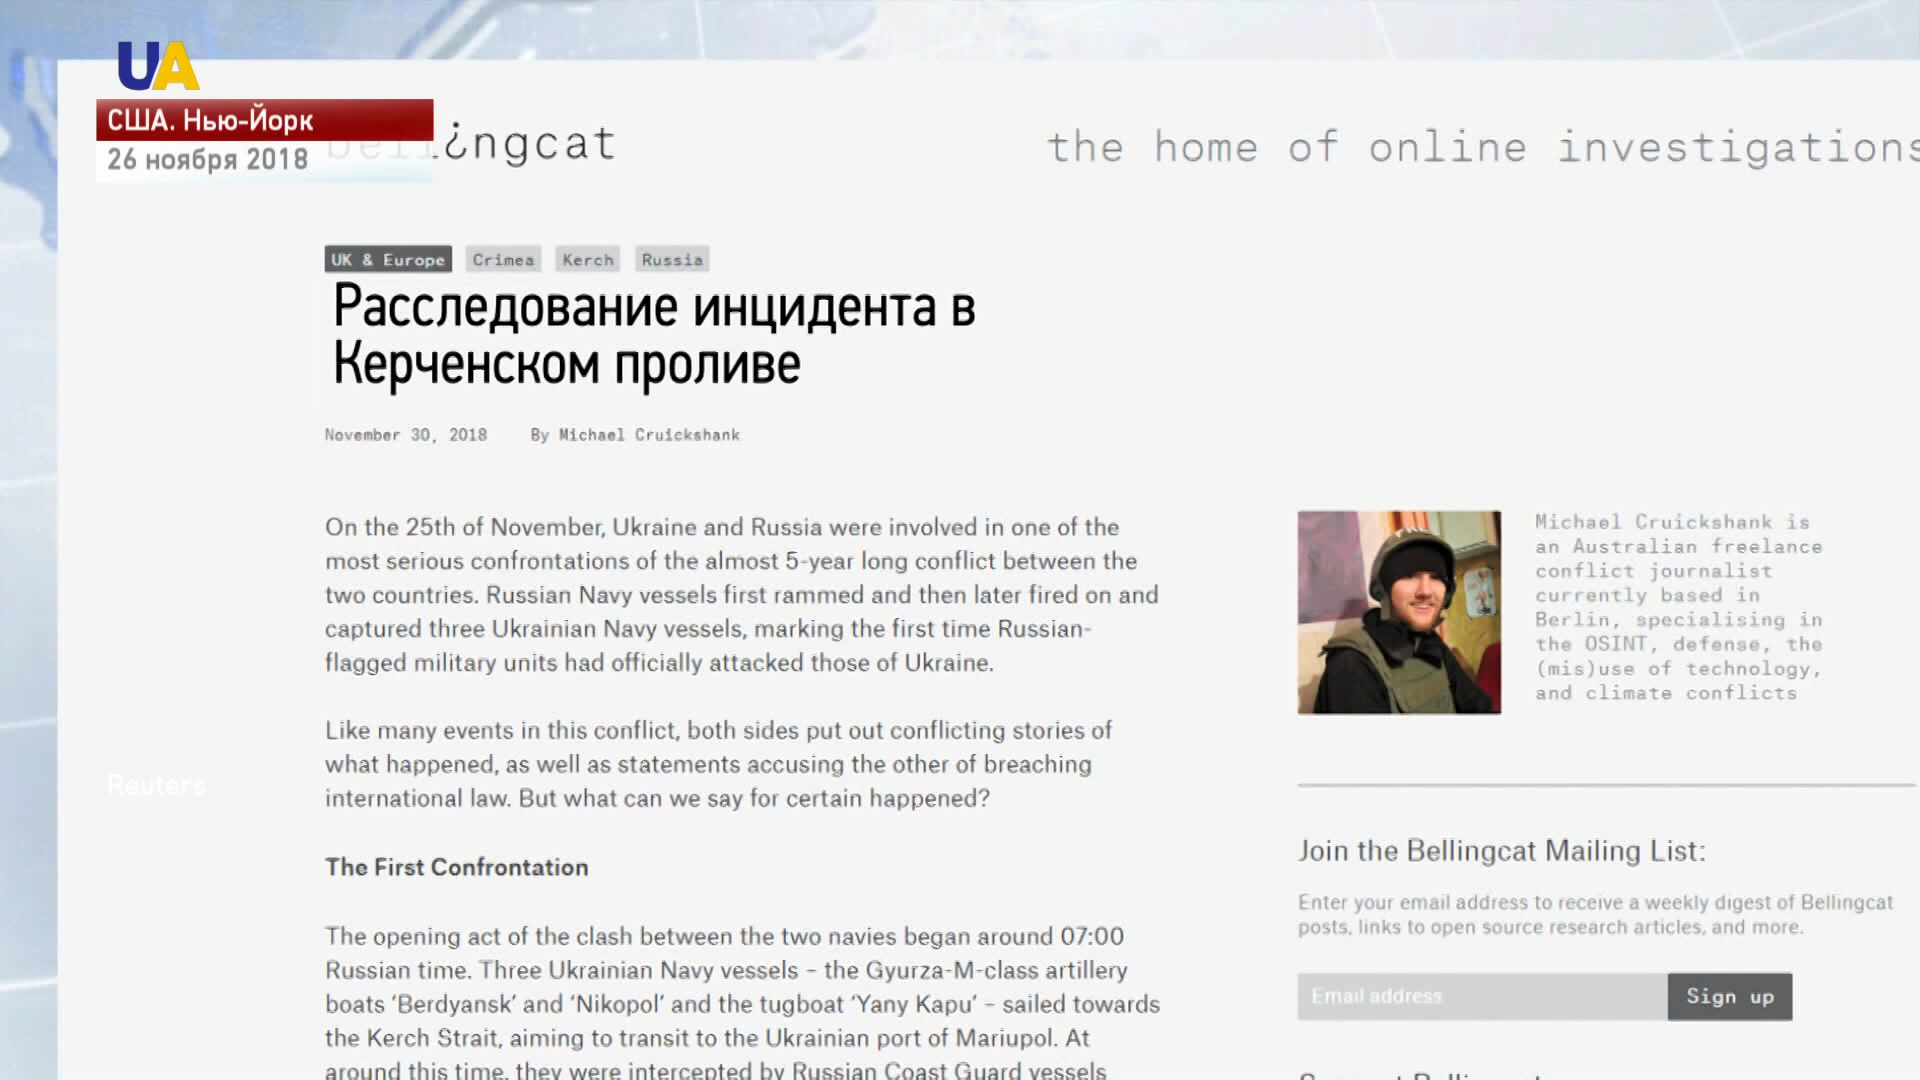 UA
США. Нью-Йорк
26 ноября 2018
bellingcat
the home of online investigations
UK & Europe Crimea Kerch Russia
Расследование инцидента в
Керченском проливе
November 30, 2018 By Michael Cruickshank
On the 25th of November, Ukraine and Russia were involved in one of the
most serious confrontations of the almost 5-year long conflict between the
two countries. Russian Navy vessels first rammed and then later fired on and
captured three Ukrainian Navy vessels, marking the first time Russian-
flagged military units had officially attacked those of Ukraine.
Like many events in this conflict, both sides put out conflicting stories of
what happened, as well as statements accusing the other of breaching
international law. But what can we say for certain happened?
The First Confrontation
The opening act of the clash between the two navies began around 07:00
Russian time. Three Ukrainian Navy vessels – the Gyurza-M-class artillery
boats ‘Berdyansk’ and ‘Nikopol’ and the tugboat ‘Yany Kapu’ – sailed towards
the Kerch Strait, aiming to transit to the Ukrainian port of Mariupol. At
around this time, they were intercepted by Russian Coast Guard vessels
Reuters
Michael Cruickshank is
an Australian freelance
conflict journalist
currently based in
Berlin, specialising in
the OSINT, defense, the
(mis)use of technology,
and climate conflicts
Join the Bellingcat Mailing List:
Enter your email address to receive a weekly digest of Bellingcat
posts, links to open source research articles, and more.
Email address
Sign up